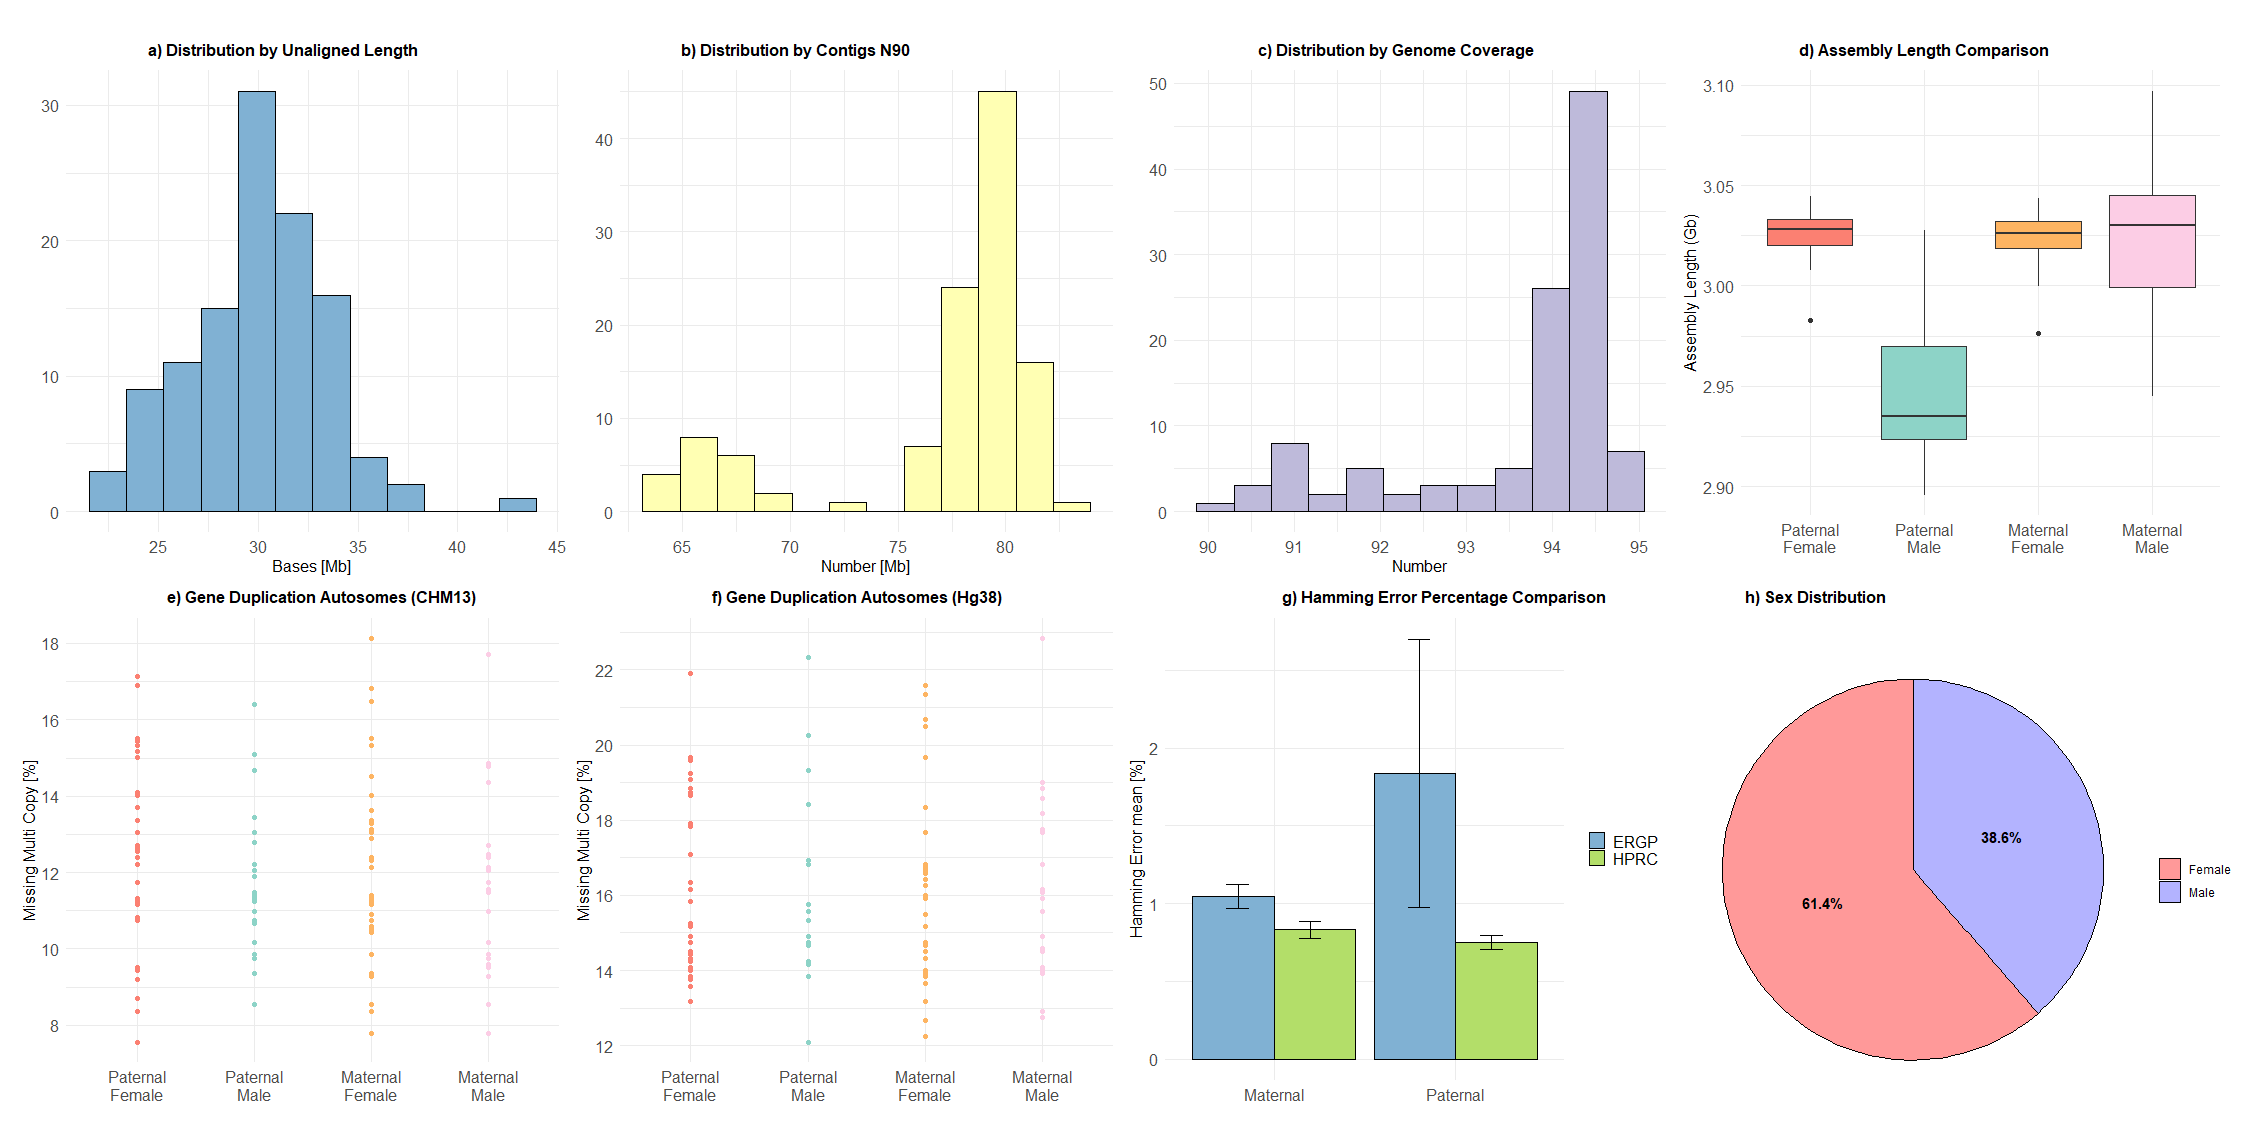 a) Distribution by Unaligned Length
30
20
10
0
25 30 35 40 45
Bases [Mb]
b) Distribution by Contigs N90
40
30
20
10
0
65 70 75 80
Number [Mb]
c) Distribution by Genome Coverage
50
40
30
20
10
0
90 91 92 93 94 95
Number
d) Assembly Length Comparison
Assembly Length (Gb)
3.10
3.05
3.00
2.95
2.90
Paternal Paternal Maternal Maternal
Female Male Female Male
e) Gene Duplication Autosomes (CHM13)
Missing Multi Copy [%]
18
16
14
12
10
8
Paternal Paternal Maternal Maternal
Female Male Female Male
f) Gene Duplication Autosomes (Hg38)
Missing Multi Copy [%]
22
20
18
16
14
12
Paternal Paternal Maternal Maternal
Female Male Female Male
g) Hamming Error Percentage Comparison
Hamming Error mean [%]
2
1
0
Maternal Paternal
ERGP
HPRC
h) Sex Distribution
38.6%
61.4%
Female
Male